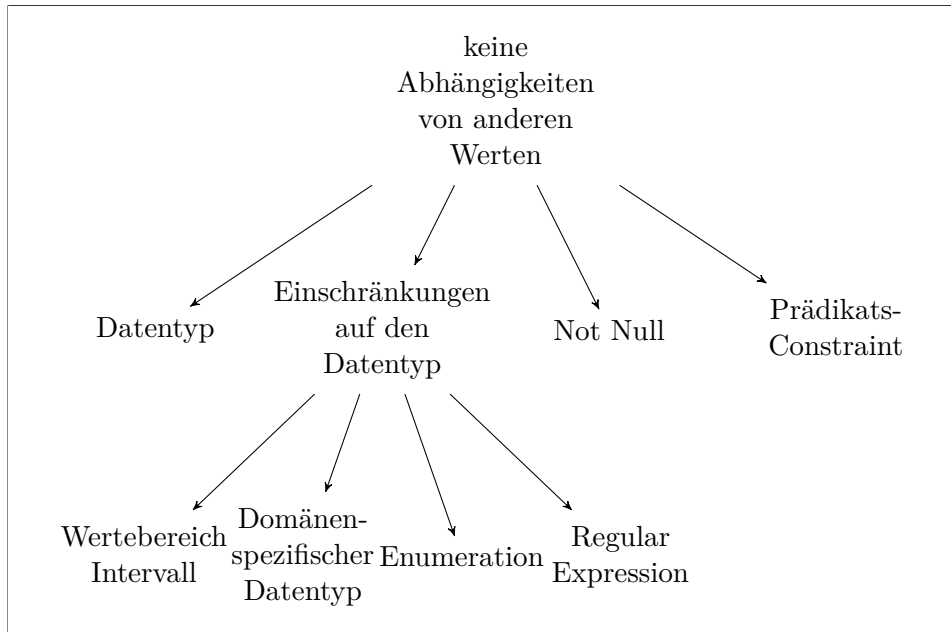 keine
Abhängigkeiten
von anderen
Werten
Datentyp
Einschränkungen
auf den
Datentyp
Not Null
Prädikats-
Constraint
Wertebereich
Intervall
Domänen-
spezifischer
Datentyp
Enumeration
Regular
Expression